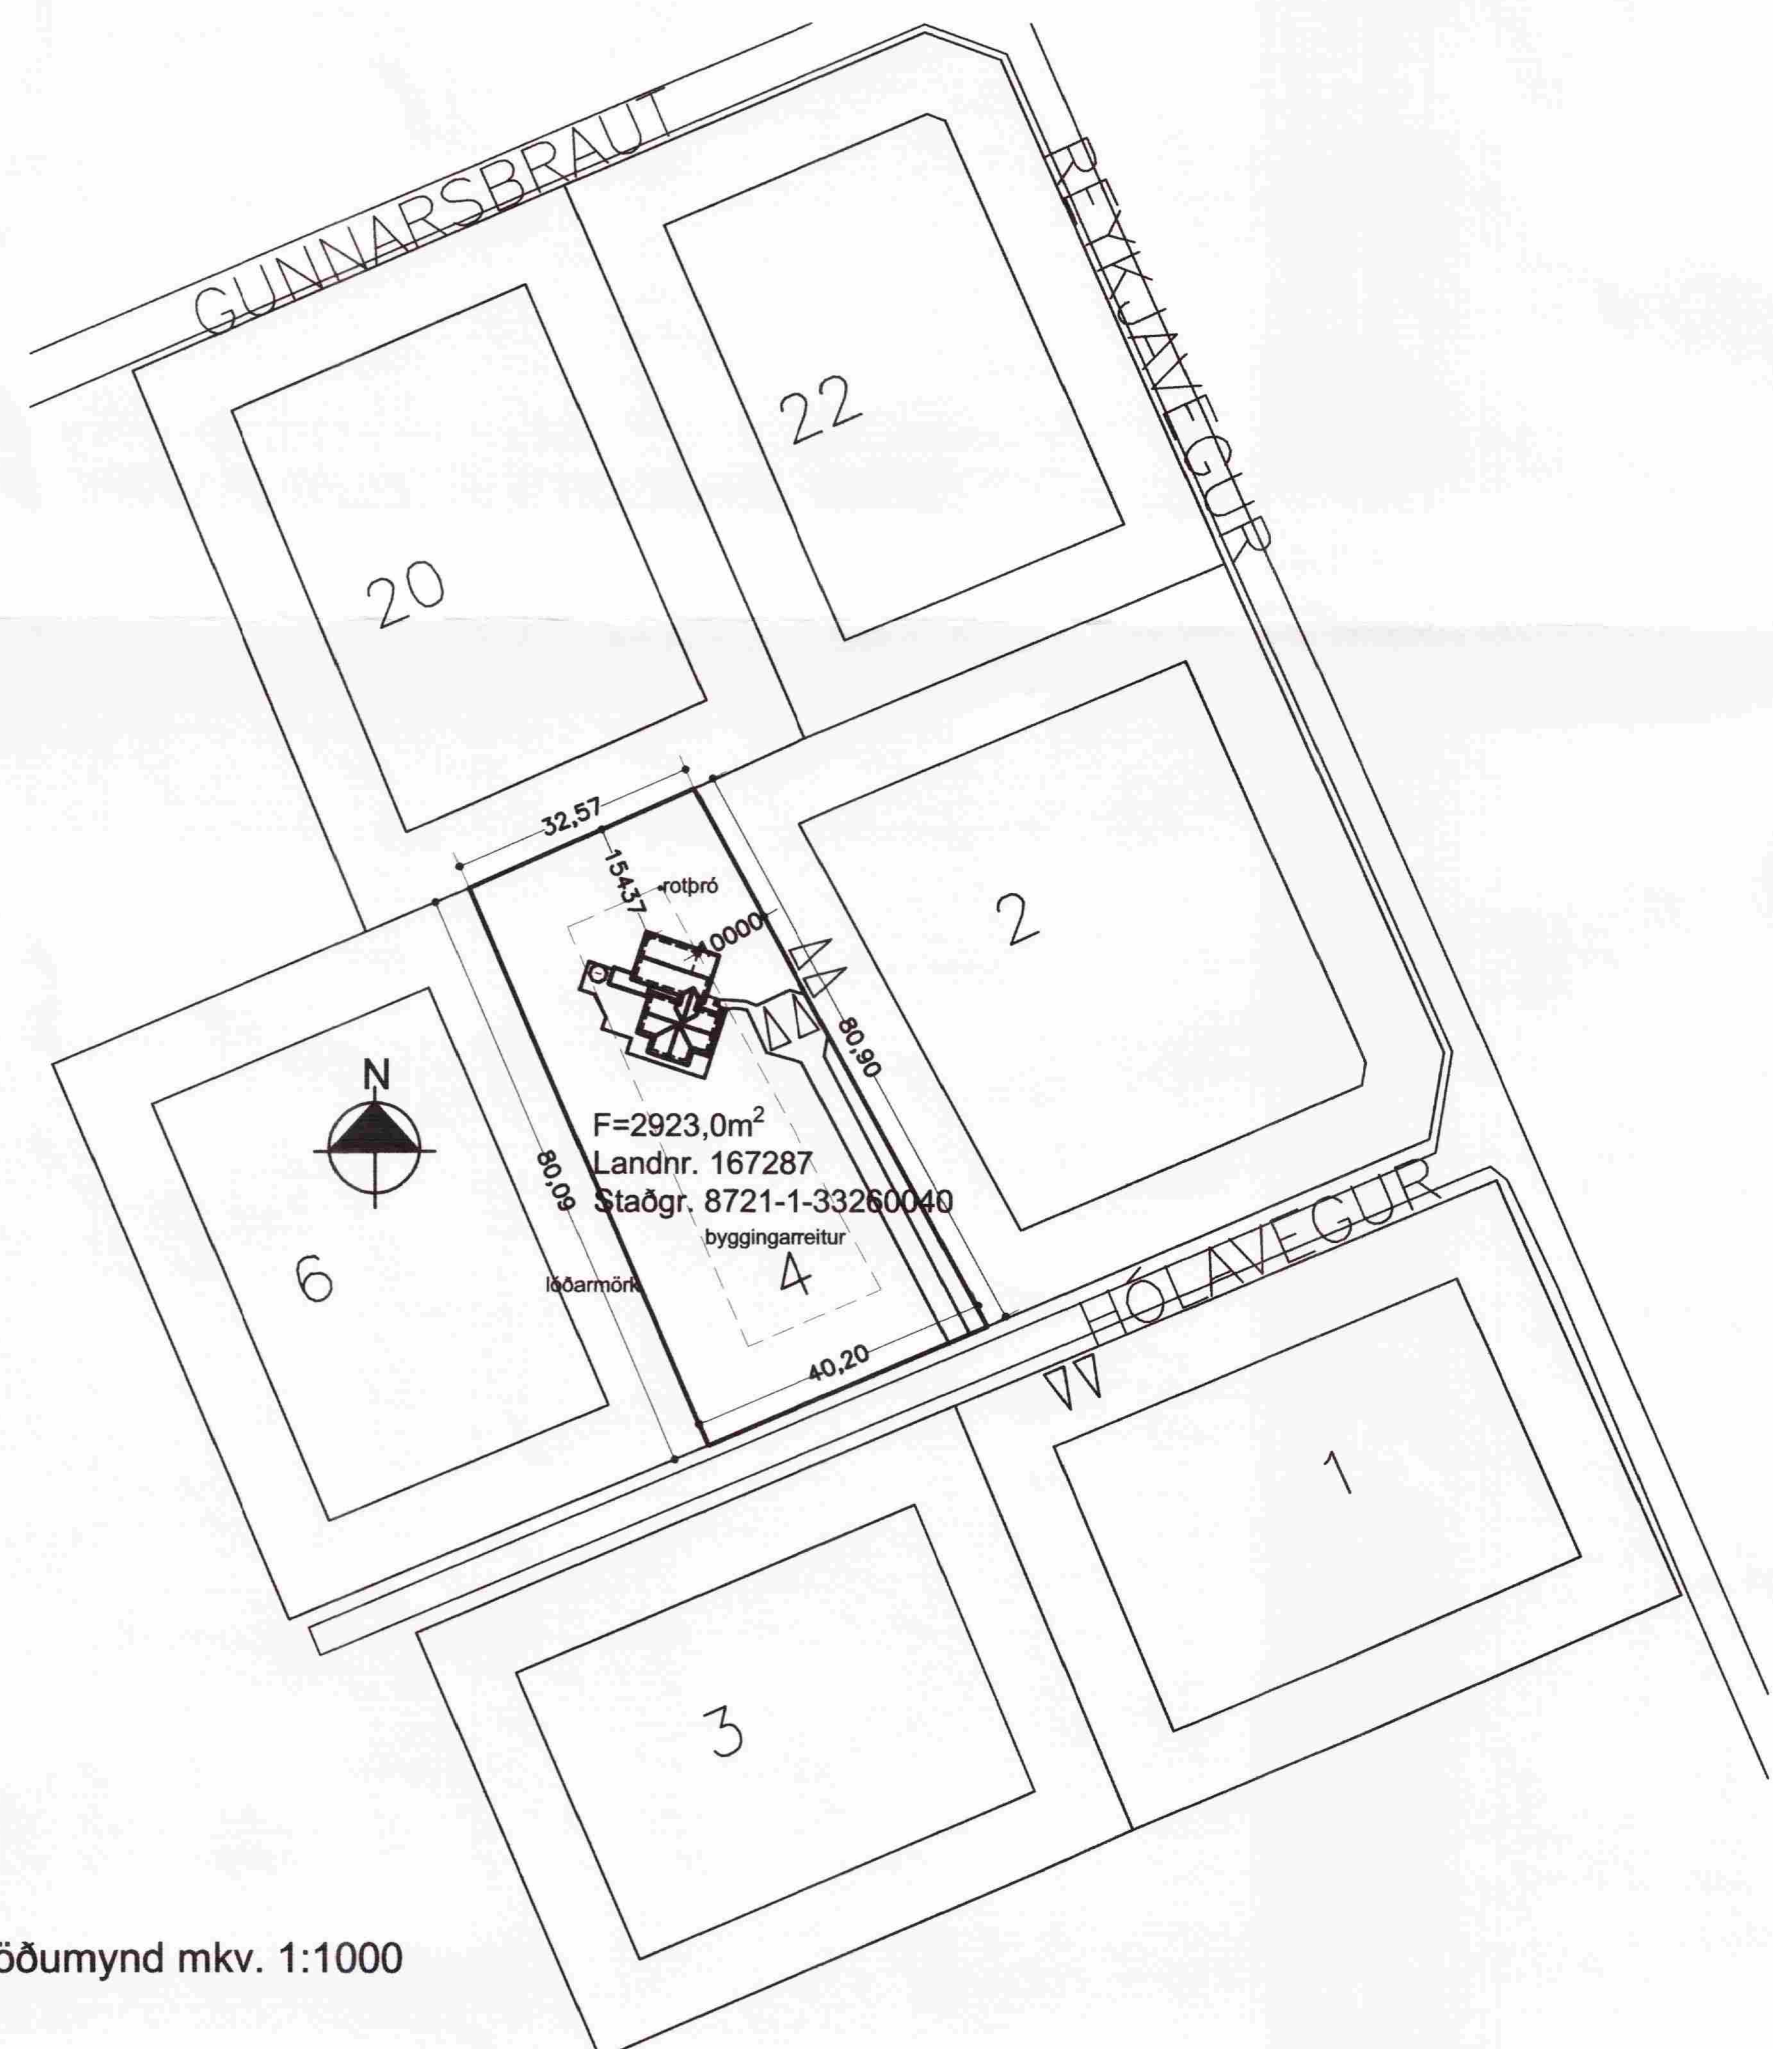 GUNNARSBRAUT
REYKJAVEGUR
22
20
32,57
15437
rotþró
10000
2
80,90
N
F=2923,0m²
Landnr. 167287
Staðgr. 8721-1-33260040
byggingarreitur
80,09
6
lóðarmörk
4
HÓLAVEGUR
40,20
1
3
öðumynd mkv. 1:1000